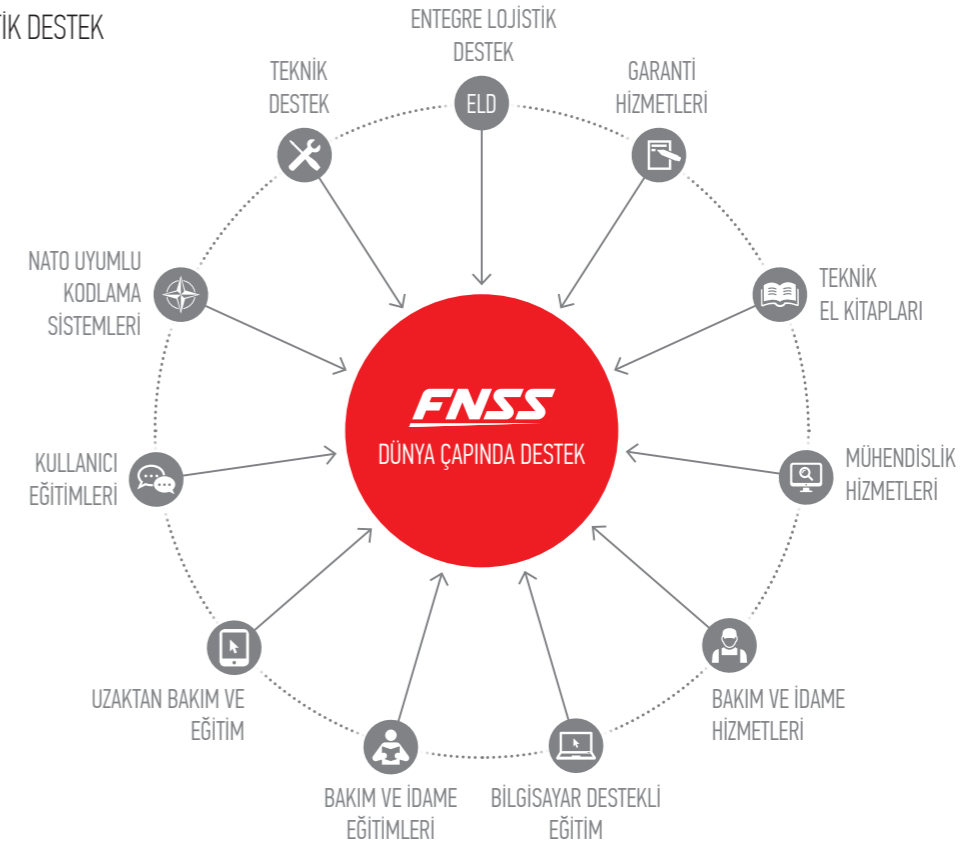 DESTEK
ENTEGRE LOJİSTİK
DESTEK
ELD
GARANTİ
HİZMETLERİ
TEKNİK
EL KİTAPLARI
MÜHENDİSLİK
HİZMETLERİ
BAKIM VE İDAME
HİZMETLERİ
BİLGİSAYAR DESTEKLİ
EĞİTİM
BAKIM VE İDAME
EĞİTİMLERİ
UZAKTAN BAKIM VE
EĞİTİM
KULLANICI
EĞİTİMLERİ
NATO UYUMLU
KODLAMA
SİSTEMLERİ
TEKNİK
DESTEK
FNSS
DÜNYA ÇAPINDA DESTEK